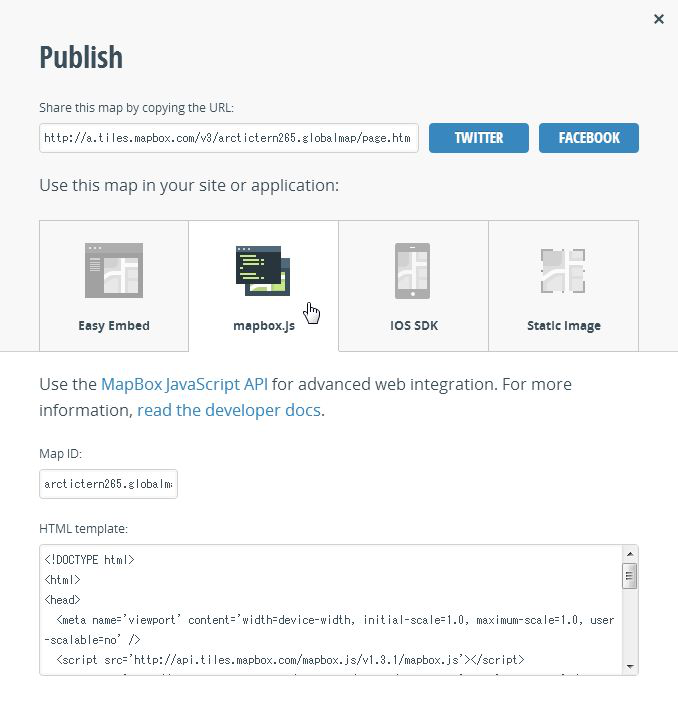 Publish
Share this map by copying the URL:
http://a.tiles.mapbox.com/v3/arctictern265.globalmap/page.htm
TWITTER
FACEBOOK
Use this map in your site or application:
Easy Embed
mapbox.js
iOS SDK
Static Image
Use the MapBox JavaScript API for advanced web integration. For more
information, read the developer docs.
Map ID:
arctictern265.globalma
HTML template:
<!DOCTYPE html>
<html>
<head>
<meta name='viewport' content='width=device-width, initial-scale=1.0, maximum-scale=1.0, user
-scalable=no' />
<script src='http://api.tiles.mapbox.com/mapbox.js/v1.3.1/mapbox.js'></script>